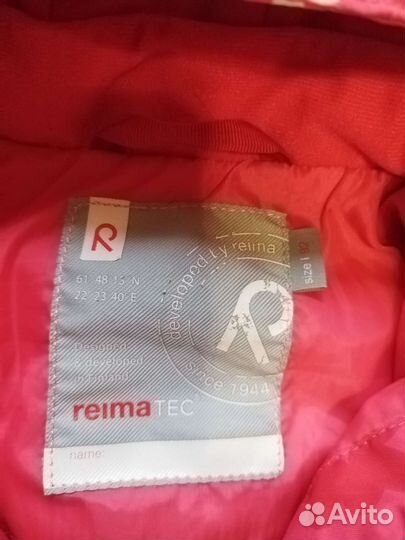 R
61 48 15 N
22 23 40 E
developed by reima
since 1944
size | 92
Designed
& developed
in Finland
reimaTEC®
name:
Avito